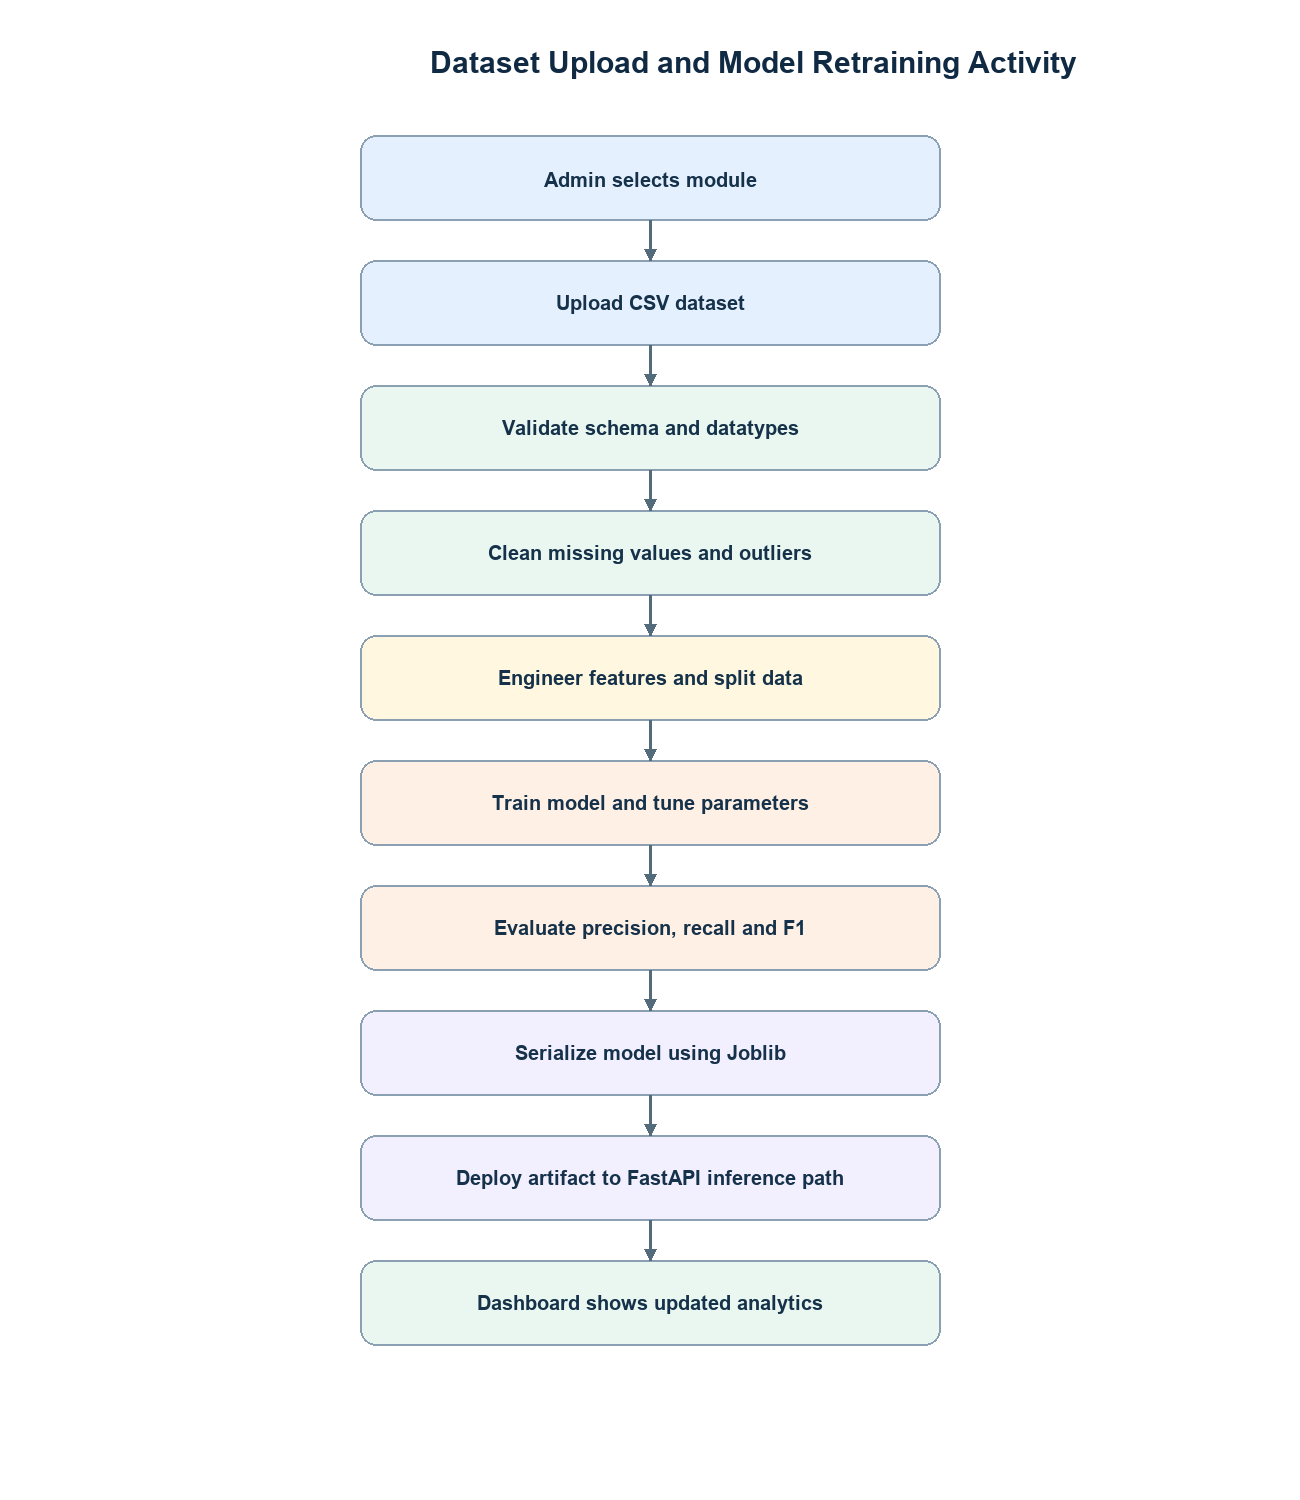 Dataset Upload and Model Retraining Activity
Admin selects module
Upload CSV dataset
Validate schema and datatypes
Clean missing values and outliers
Engineer features and split data
Train model and tune parameters
Evaluate precision, recall and F1
Serialize model using Joblib
Deploy artifact to FastAPI inference path
Dashboard shows updated analytics